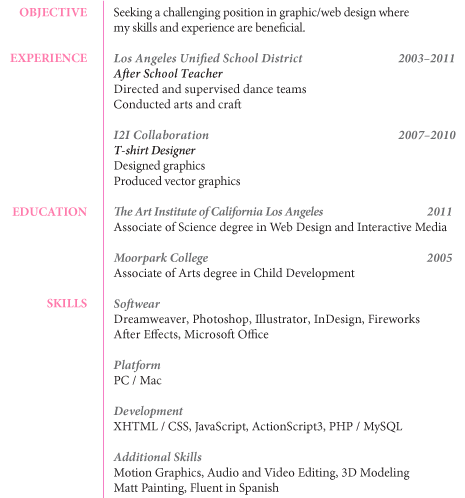 OBJECTIVE Seeking a challenging position in graphic/web design where
my skills and experience are beneficial.
EXPERIENCE Los Angeles Unified School District 2003–2011
After School Teacher
Directed and supervised dance teams
Conducted arts and craft
I2I Collaboration 2007–2010
T-shirt Designer
Designed graphics
Produced vector graphics
EDUCATION The Art Institute of California Los Angeles 2011
Associate of Science degree in Web Design and Interactive Media
Moorpark College 2005
Associate of Arts degree in Child Development
SKILLS Softwear
Dreamweaver, Photoshop, Illustrator, InDesign, Fireworks
After Effects, Microsoft Office
Platform
PC / Mac
Development
XHTML / CSS, JavaScript, ActionScript3, PHP / MySQL
Additional Skills
Motion Graphics, Audio and Video Editing, 3D Modeling
Matt Painting, Fluent in Spanish